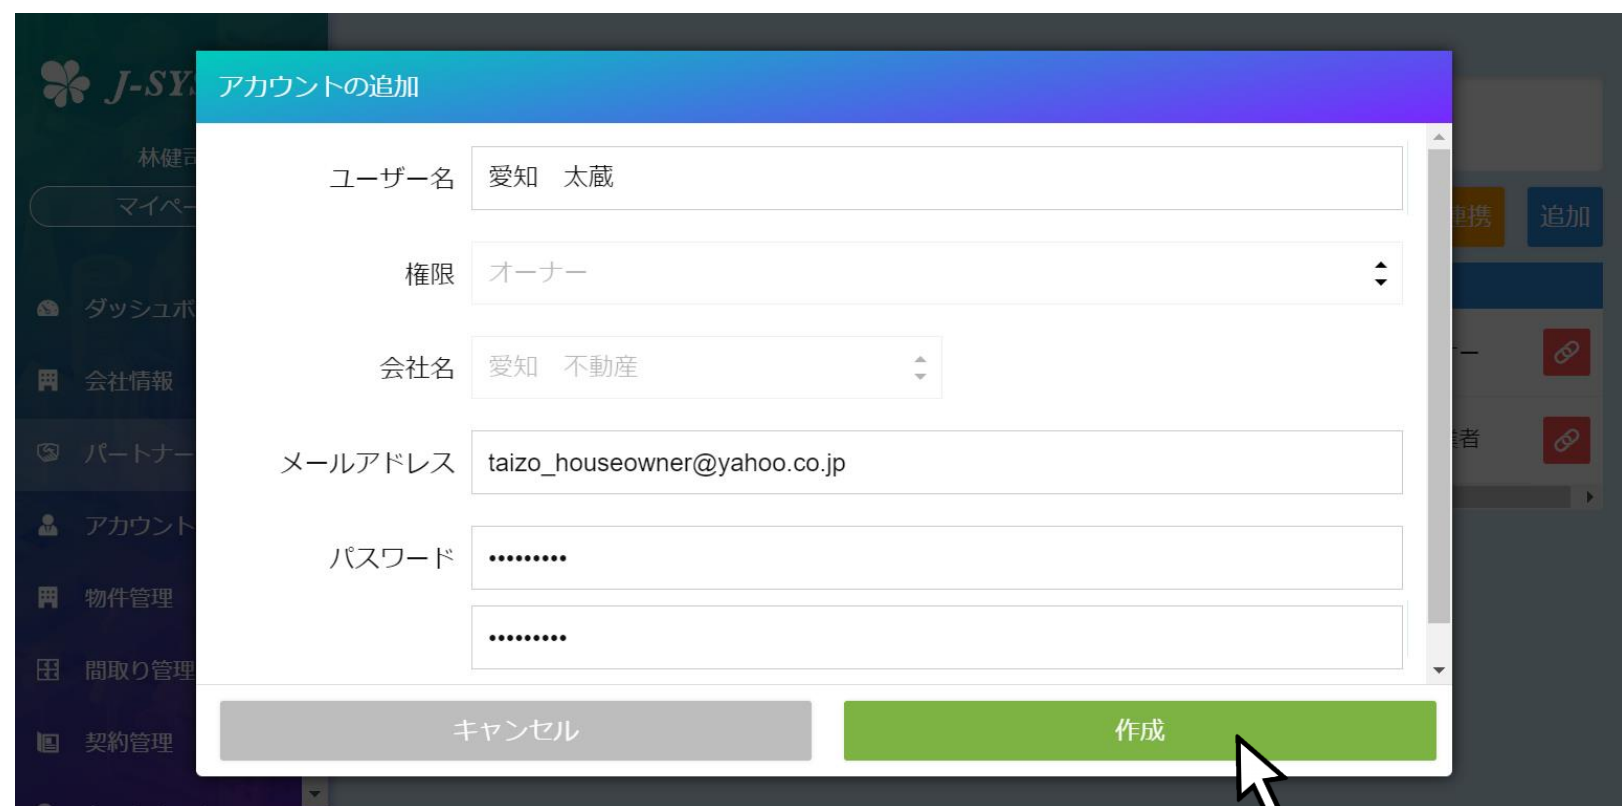 J-SYS
アカウントの追加
林健司
マイペー
ユーザー名
愛知　太蔵
連携
追加
権限
オーナー
ダッシュボ
会社名
愛知　不動産
ー
会社情報
パートナー
メールアドレス
taizo_houseowner@yahoo.co.jp
者
アカウント
パスワード
•••••••••
物件管理
•••••••••
間取り管理
キャンセル
作成
契約管理